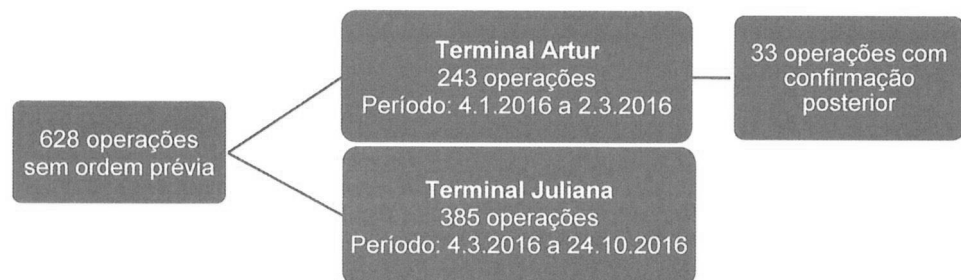 628 operações
sem ordem prévia
Terminal Artur
243 operações
Período: 4.1.2016 a 2.3.2016
33 operações com
confirmação
posterior
Terminal Juliana
385 operações
Período: 4.3.2016 a 24.10.2016